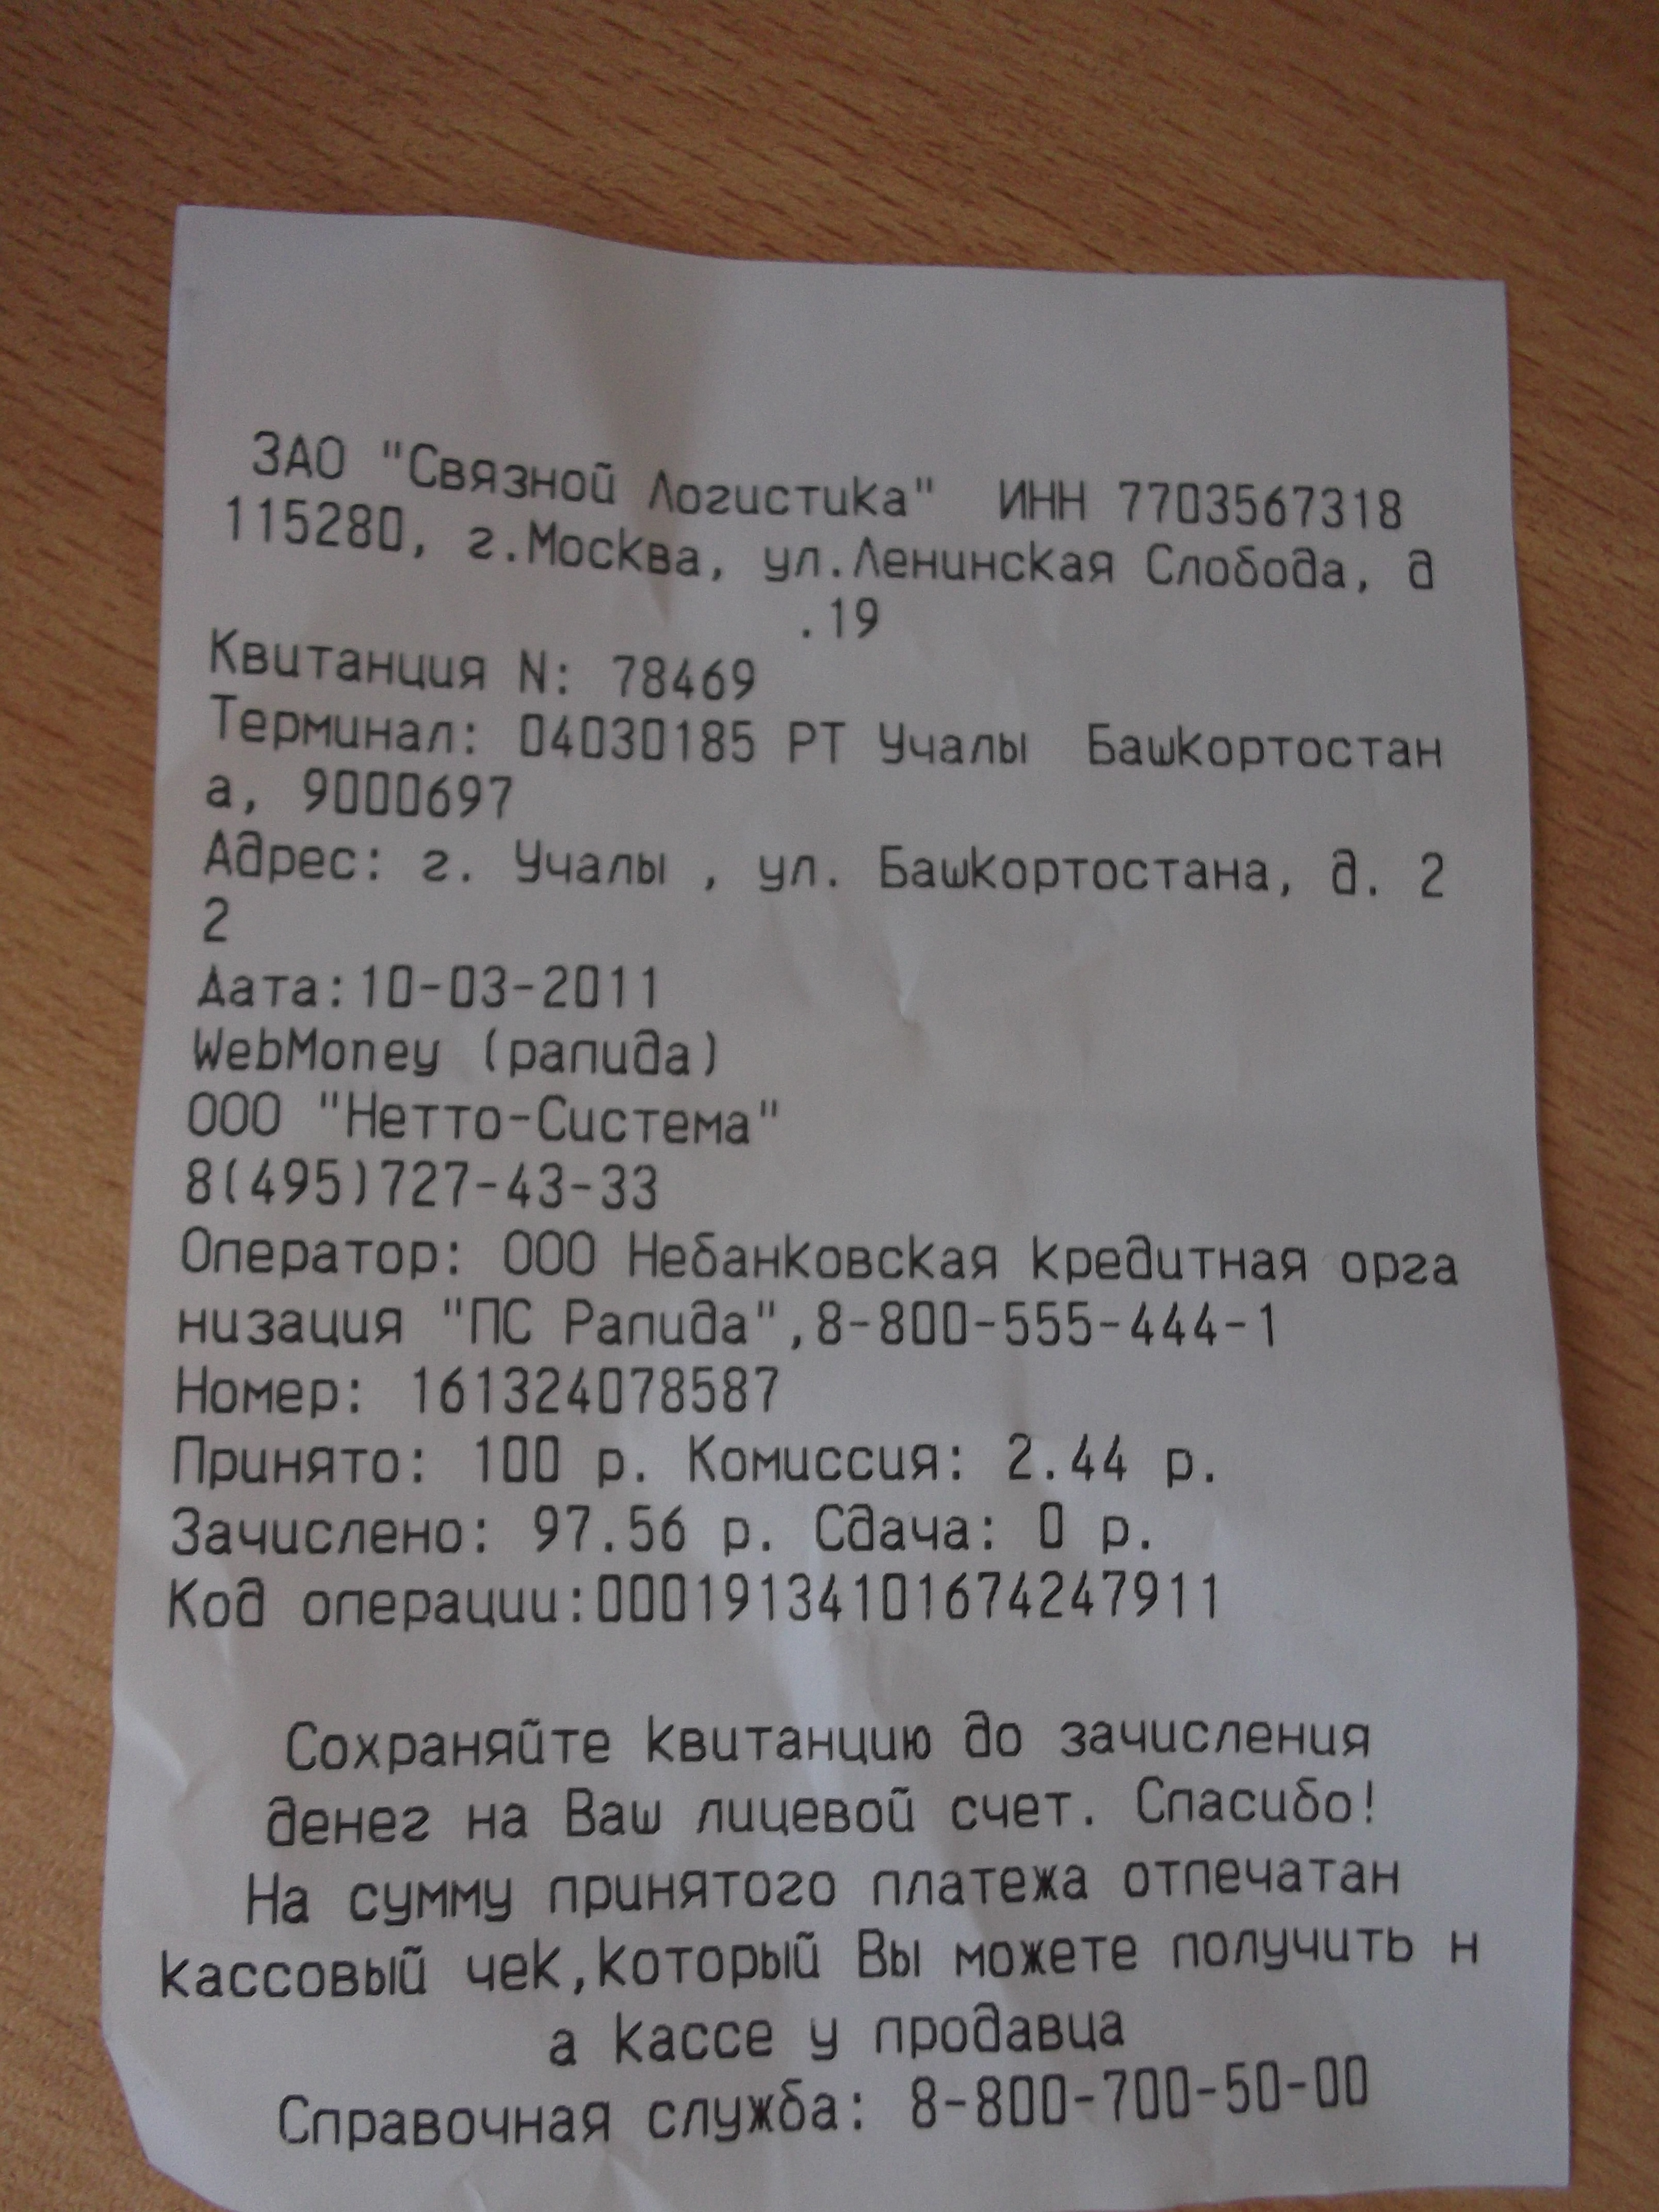 ЗАО "Связной Логистика" ИНН 7703567318
115280, г.Москва, ул.Ленинская Слобода, д
.19
Квитанция N: 78469
Терминал: 04030185 РТ Учалы Башкортостан
а, 9000697
Адрес: г. Учалы , ул. Башкортостана, д. 2
2
Дата:10-03-2011
WebMoney (рапида)
ООО "Нетто-Система"
8(495)727-43-33
Оператор: ООО Небанковская кредитная орга
низация "ПС Рапида",8-800-555-444-1
Номер: 161324078587
Принято: 100 р. Комиссия: 2.44 р.
Зачислено: 97.56 р. Сдача: 0 р.
Код операции:00019134101674247911
Сохраняйте квитанцию до зачисления
денег на Ваш лицевой счет. Спасибо!
На сумму принятого платежа отпечатан
кассовый чек,который Вы можете получить н
а кассе у продавца
Справочная служба: 8-800-700-50-00